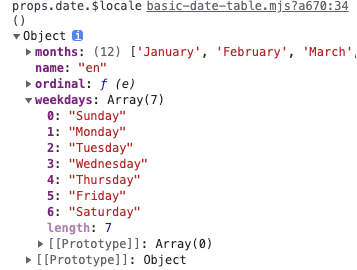 props.date.$locale basic-date-table.mjs?a670:34
()
▼Object i
▶months: (12) ['January', 'February', 'March',
name: "en"
▶ordinal: ƒ (e)
▼weekdays: Array(7)
0: "Sunday"
1: "Monday"
2: "Tuesday"
3: "Wednesday"
4: "Thursday"
5: "Friday"
6: "Saturday"
length: 7
▶[[Prototype]]: Array(0)
▶[[Prototype]]: Object